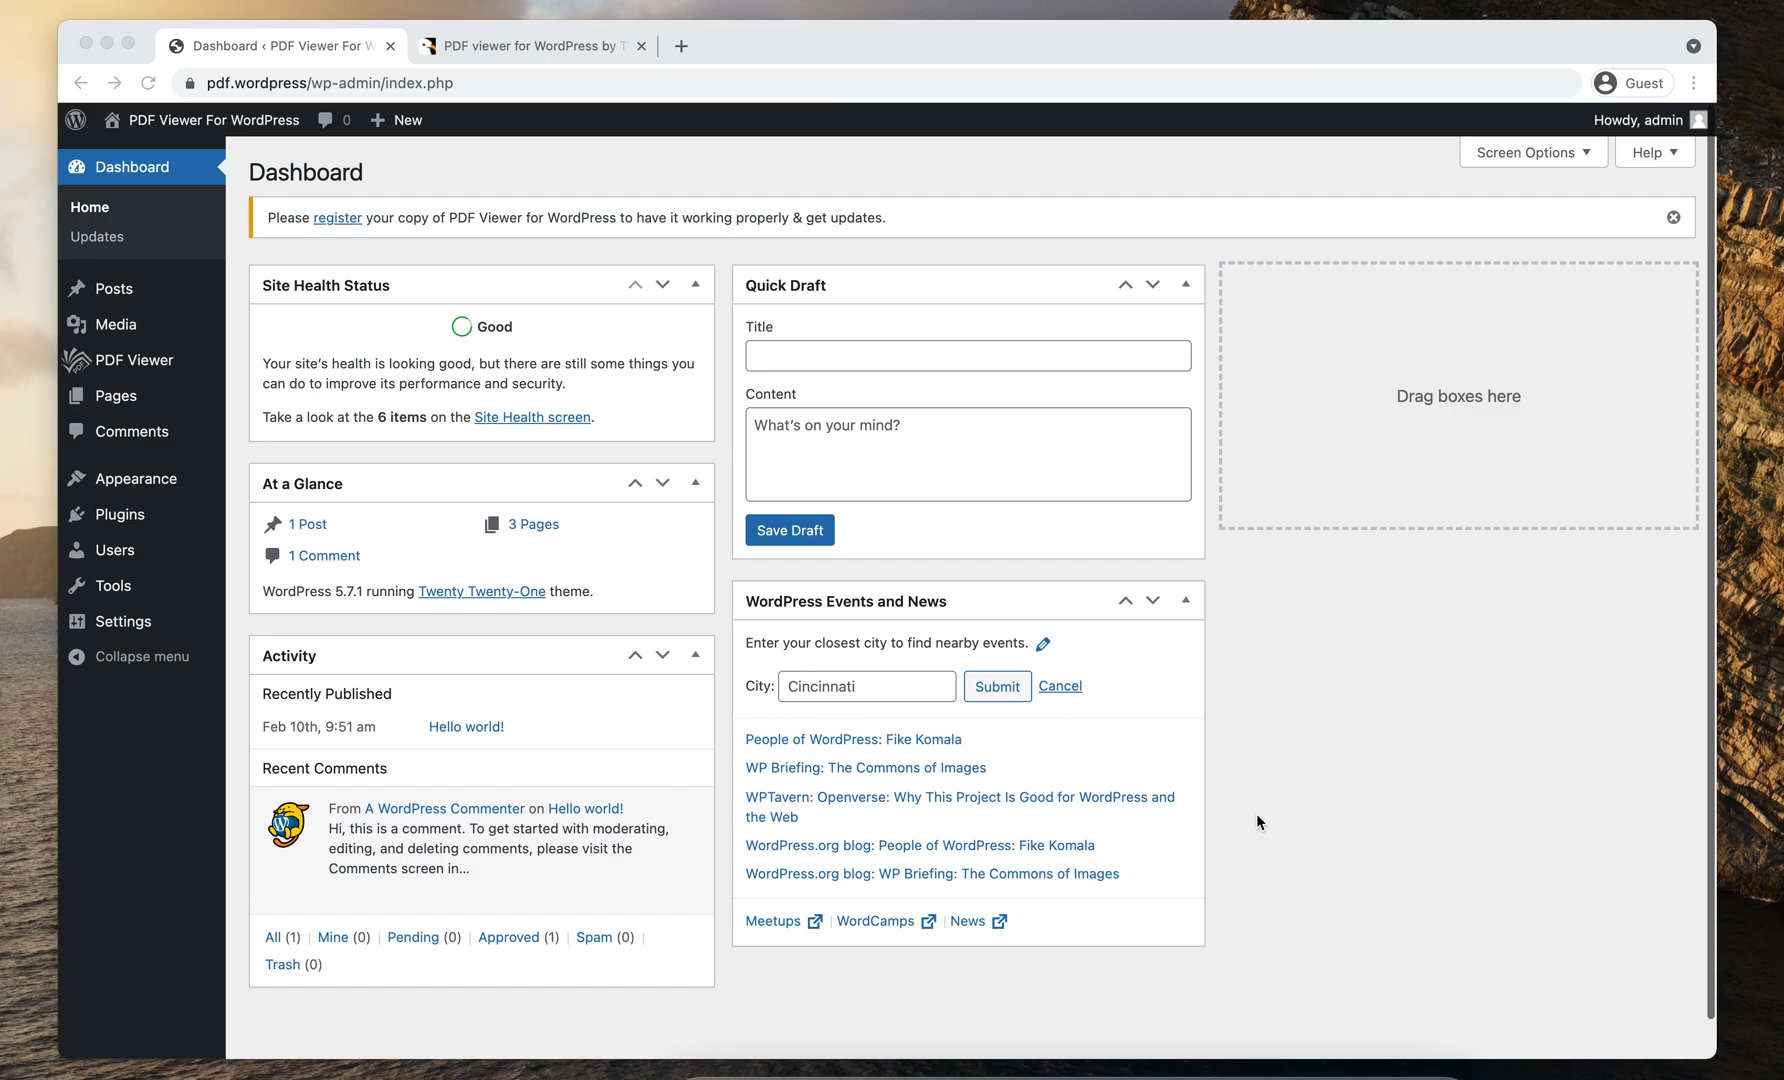 Dashboard ‹ PDF Viewer For W
PDF viewer for WordPress by T
pdf.wordpress/wp-admin/index.php
Guest
PDF Viewer For WordPress
0
New
Howdy, admin
Dashboard
Home
Updates
Posts
Media
PDF Viewer
Pages
Comments
Appearance
Plugins
Users
Tools
Settings
Collapse menu
Screen Options
Help
Dashboard
Please register your copy of PDF Viewer for WordPress to have it working properly & get updates.
Site Health Status
Good
Your site's health is looking good, but there are still some things you
can do to improve its performance and security.
Take a look at the 6 items on the Site Health screen.
At a Glance
1 Post
3 Pages
1 Comment
WordPress 5.7.1 running Twenty Twenty-One theme.
Activity
Recently Published
Feb 10th, 9:51 am
Hello world!
Recent Comments
From A WordPress Commenter on Hello world!
Hi, this is a comment. To get started with moderating,
editing, and deleting comments, please visit the
Comments screen in...
All (1) | Mine (0) | Pending (0) | Approved (1) | Spam (0) |
Trash (0)
Quick Draft
Title
Content
What's on your mind?
Save Draft
WordPress Events and News
Enter your closest city to find nearby events.
City: Cincinnati Submit Cancel
People of WordPress: Fike Komala
WP Briefing: The Commons of Images
WPTavern: Openverse: Why This Project Is Good for WordPress and
the Web
WordPress.org blog: People of WordPress: Fike Komala
WordPress.org blog: WP Briefing: The Commons of Images
Meetups | WordCamps | News
Drag boxes here